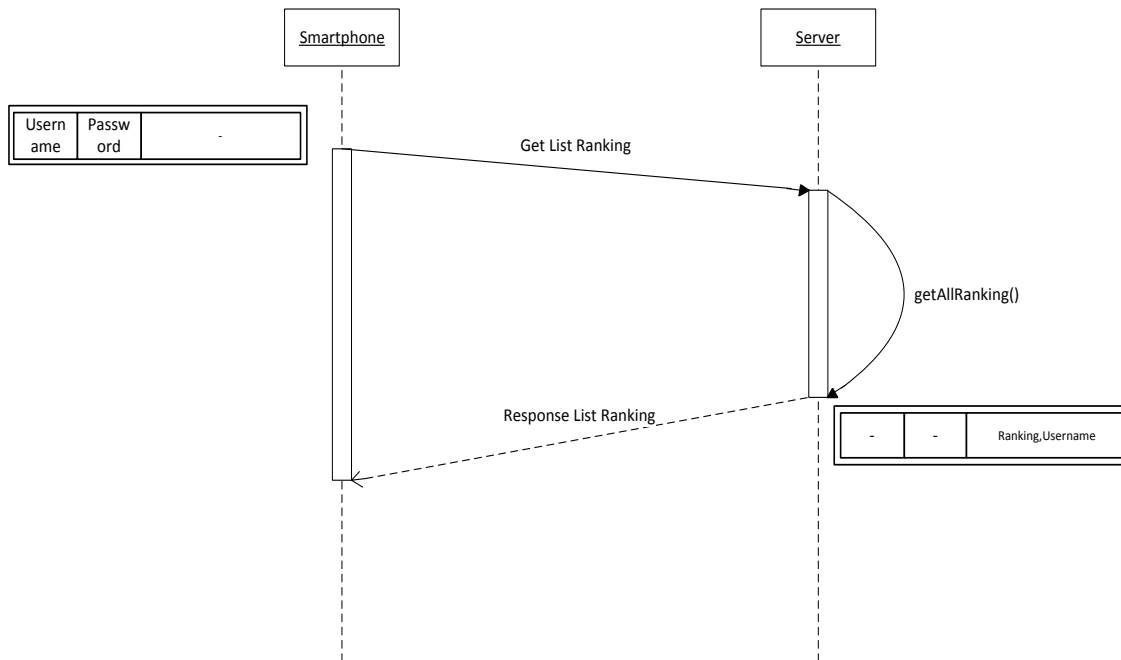 Smartphone
Server
Usern
ame
Passw
ord
-
Get List Ranking
getAllRanking()
Response List Ranking
-
-
Ranking,Username